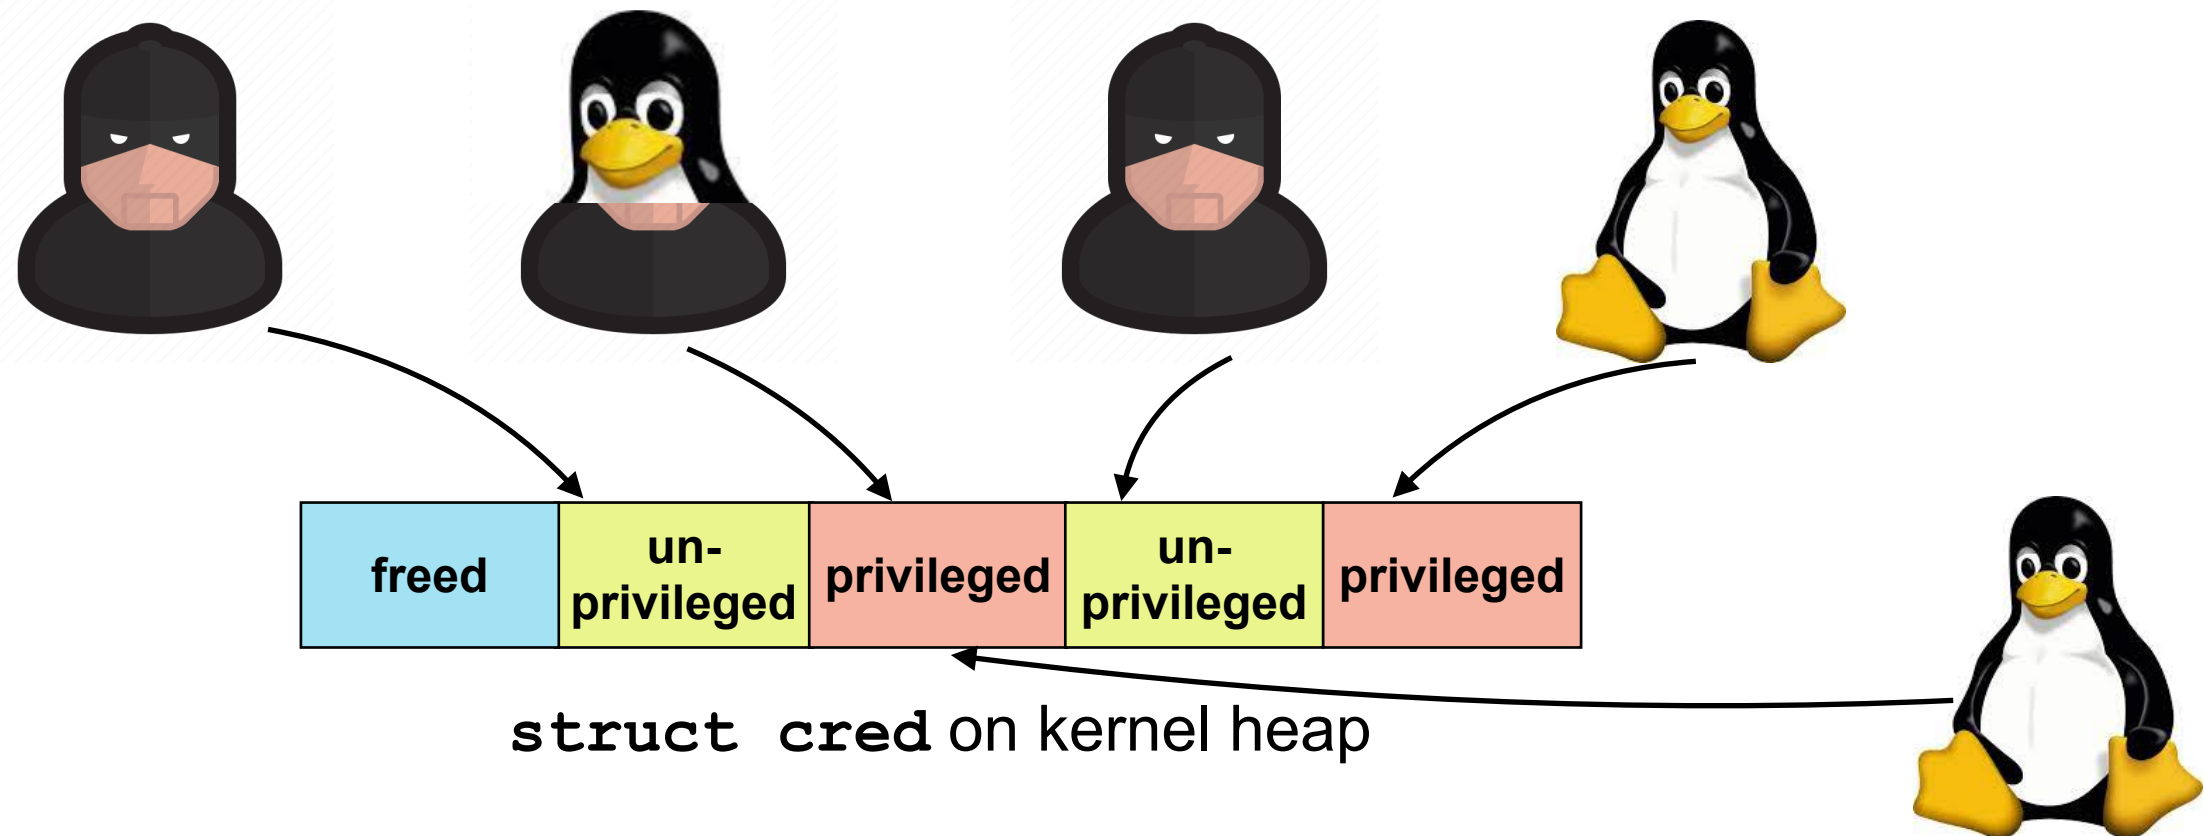 freed
un-
privileged
privileged
un-
privileged
privileged
struct cred on kernel heap